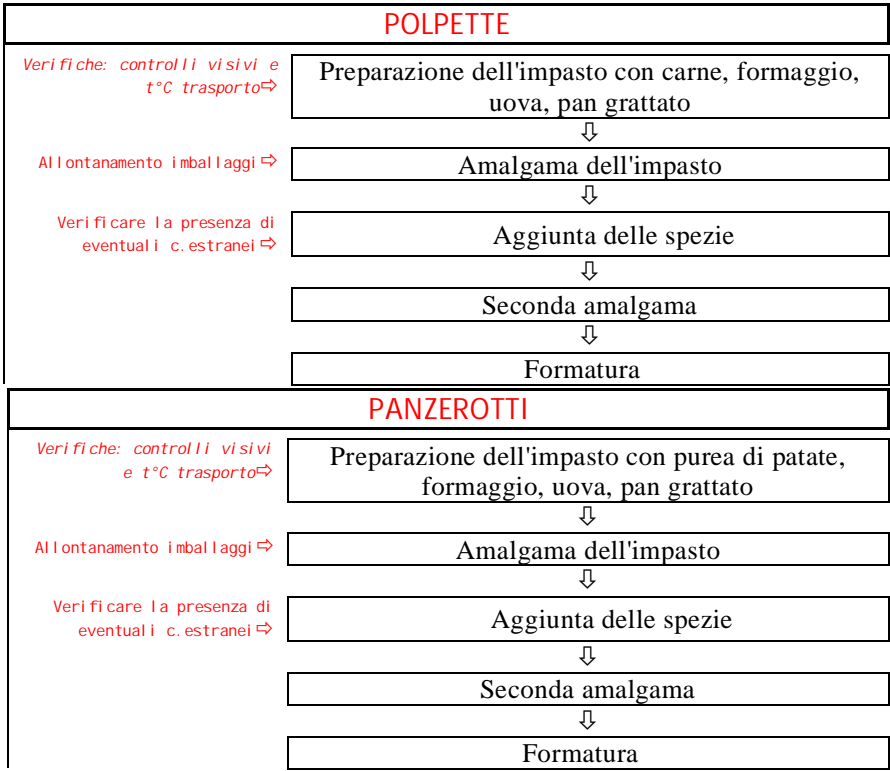 POLPETTE
Verifiche: controlli visivi e
t°C trasporto⇨
Preparazione dell'impasto con carne, formaggio,
uova, pan grattato
⇩
Allontanamento imballaggi⇨
Amalgama dell'impasto
⇩
Verificare la presenza di
eventuali c.estranei⇨
Aggiunta delle spezie
⇩
Seconda amalgama
⇩
Formatura
PANZEROTTI
Verifiche: controlli visivi
e t°C trasporto⇨
Preparazione dell'impasto con purea di patate,
formaggio, uova, pan grattato
⇩
Allontanamento imballaggi⇨
Amalgama dell'impasto
⇩
Verificare la presenza di
eventuali c.estranei⇨
Aggiunta delle spezie
⇩
Seconda amalgama
⇩
Formatura